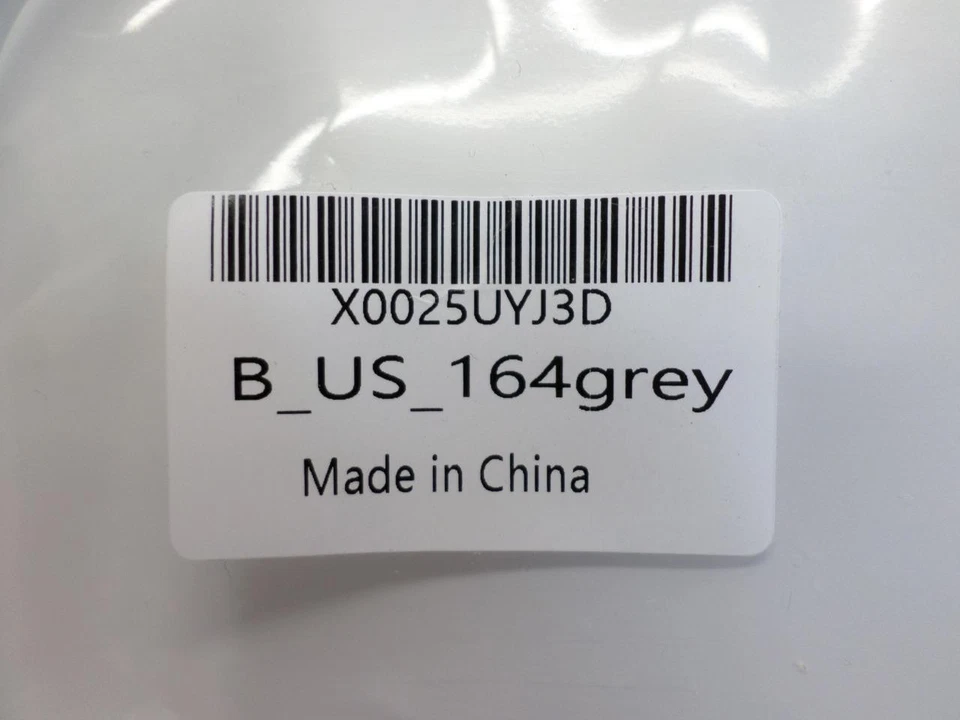 X0025UYJ3D
B_US_164grey
Made in China